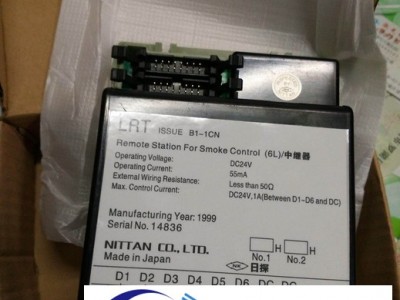 LRT ISSUE B1-1CN
Remote Station For Smoke Control (6L)/中継器
Operating Voltage: DC24V
Operating Current: 55mA
External Wiring Resistance: Less than 50Ω
Max. Control Current: DC24V,1A(Between D1-D6 and DC)
Manufacturing Year: 1999
Serial No. 14836
NITTAN CO., LTD.
Made in Japan
H H
No.1 No.2
日探
D1 D2 D3 D4 D5 D6 DC DC